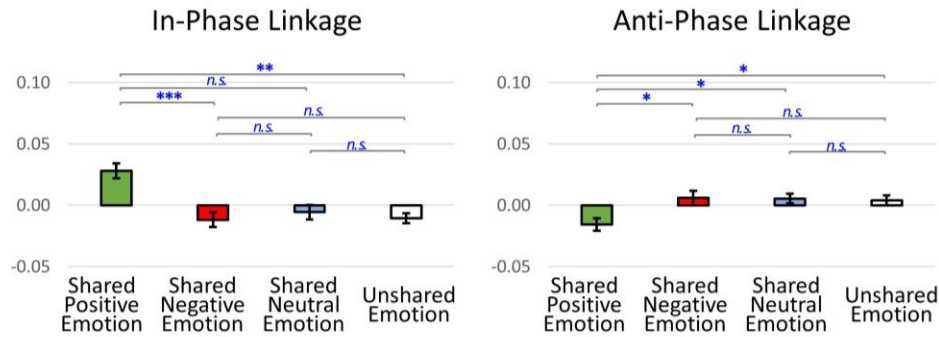 In-Phase Linkage
0.10
0.05
0.00
-0.05
**
n.s.
***
n.s.
n.s.
n.s.
Shared
Positive
Emotion
Shared
Negative
Emotion
Shared
Neutral
Emotion
Unshared
Emotion
Anti-Phase Linkage
0.10
0.05
0.00
-0.05
*
*
*
n.s.
n.s.
n.s.
Shared
Positive
Emotion
Shared
Negative
Emotion
Shared
Neutral
Emotion
Unshared
Emotion